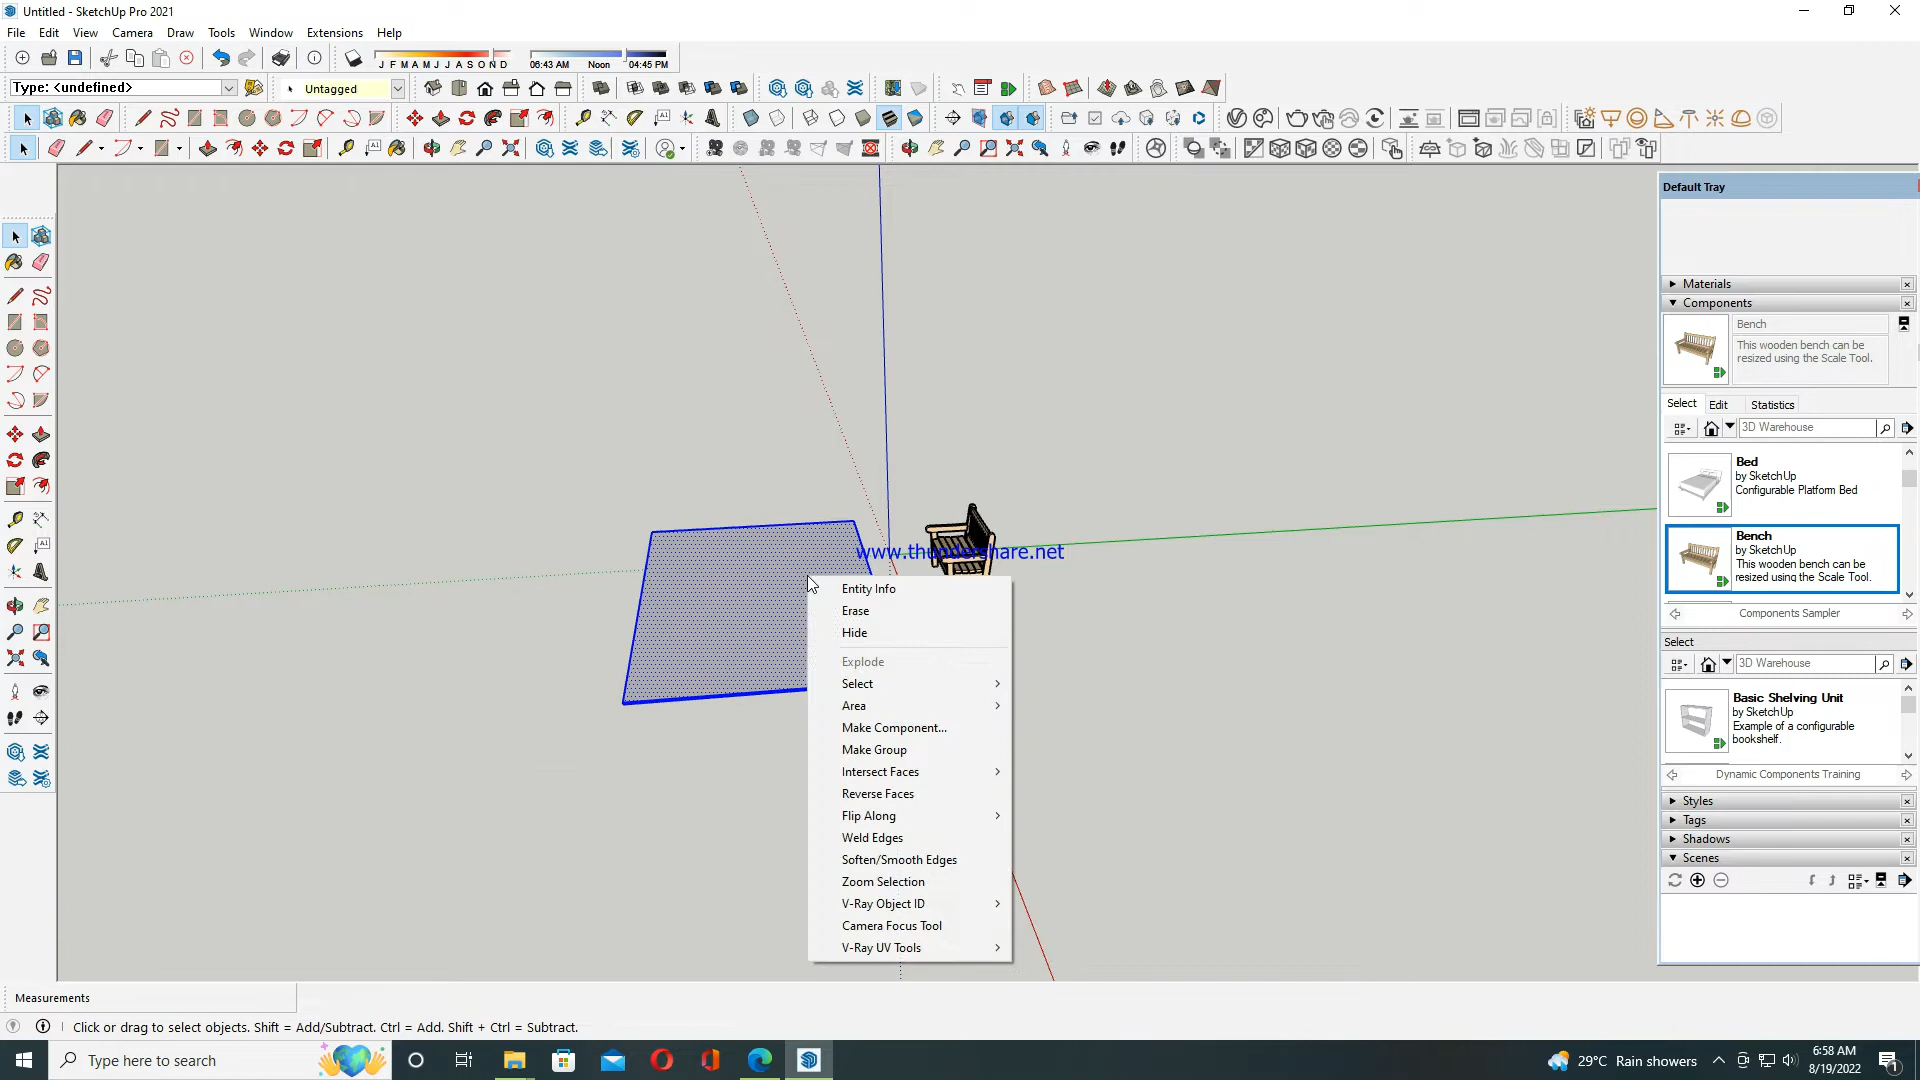 Untitled - SketchUp Pro 2021
File Edit View Camera Draw Tools Window Extensions Help
J F M A M J J A S O N D 06:43 AM Noon 04:45 PM
Type: <undefined> Untagged
Default Tray
Materials
Components
Bench
This wooden bench can be
resized using the Scale Tool.
Select Edit Statistics
3D Warehouse
Bed
by SketchUp
Configurable Platform Bed
Bench
by SketchUp
This wooden bench can be
resized using the Scale Tool.
Components Sampler
Select
3D Warehouse
Basic Shelving Unit
by SketchUp
Example of a configurable
bookshelf.
Dynamic Components Training
Styles
Tags
Shadows
Scenes
www.thundershare.net
Entity Info
Erase
Hide
Explode
Select
Area
Make Component...
Make Group
Intersect Faces
Reverse Faces
Flip Along
Weld Edges
Soften/Smooth Edges
Zoom Selection
V-Ray Object ID
Camera Focus Tool
V-Ray UV Tools
Measurements
Click or drag to select objects. Shift = Add/Subtract. Ctrl = Add. Shift + Ctrl = Subtract.
Type here to search
29°C Rain showers
6:58 AM
8/19/2022
1